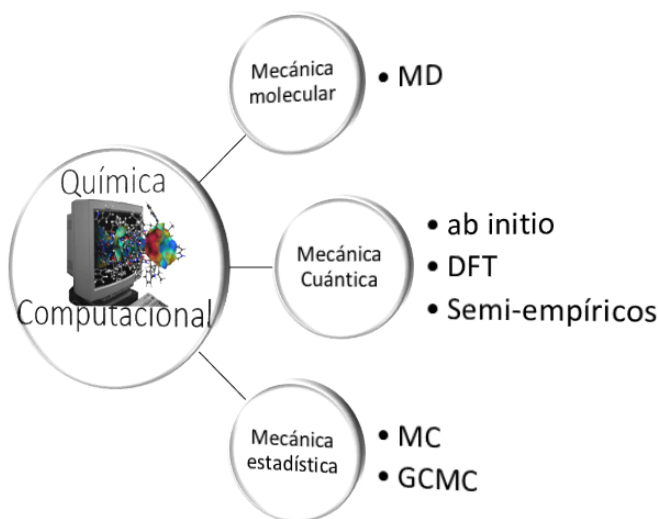 Mecánica
molecular
• MD
Química
Computacional
Mecánica
Cuántica
• ab initio
• DFT
• Semi-empíricos
Mecánica
estadística
• MC
• GCMC